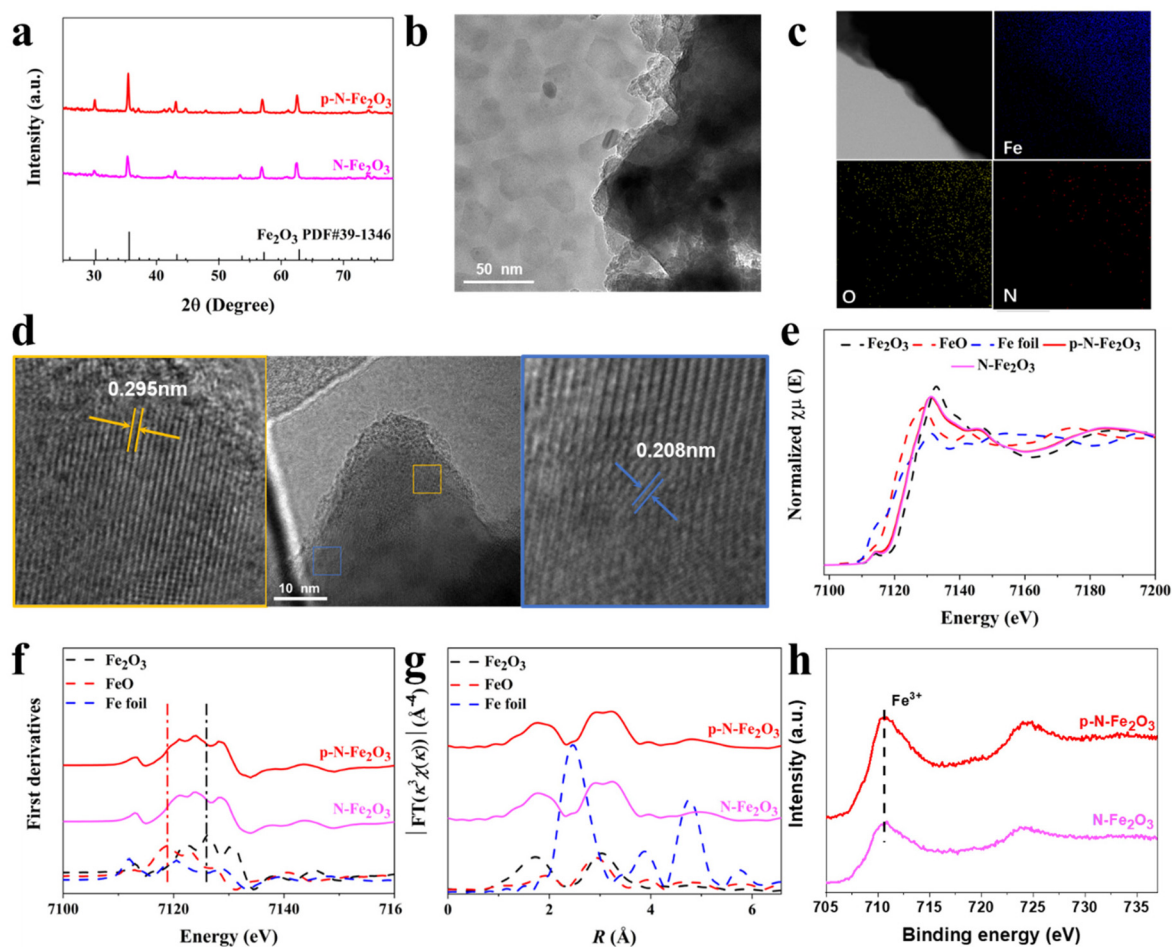 a
Intensity (a.u.)
p-N-Fe₂O₃
N-Fe₂O₃
Fe₂O₃ PDF#39-1346
30 40 50 60 70
2θ (Degree)
b
50 nm
c
Fe
O
N
d
0.295nm
10 nm
0.208nm
e
Fe₂O₃ FeO Fe foil p-N-Fe₂O₃
N-Fe₂O₃
Normalized χμ (E)
7100 7120 7140 7160 7180 7200
Energy (eV)
f
Fe₂O₃
FeO
Fe foil
p-N-Fe₂O₃
N-Fe₂O₃
First derivatives
7100 7120 7140 716
Energy (eV)
g
Fe₂O₃
FeO
Fe foil
p-N-Fe₂O₃
N-Fe₂O₃
|FT(κ³χ(κ))| (Å⁻⁴)
0 2 4 6
R (Å)
h
Fe³⁺
p-N-Fe₂O₃
N-Fe₂O₃
Intensity (a.u.)
705 710 715 720 725 730 735
Binding energy (eV)